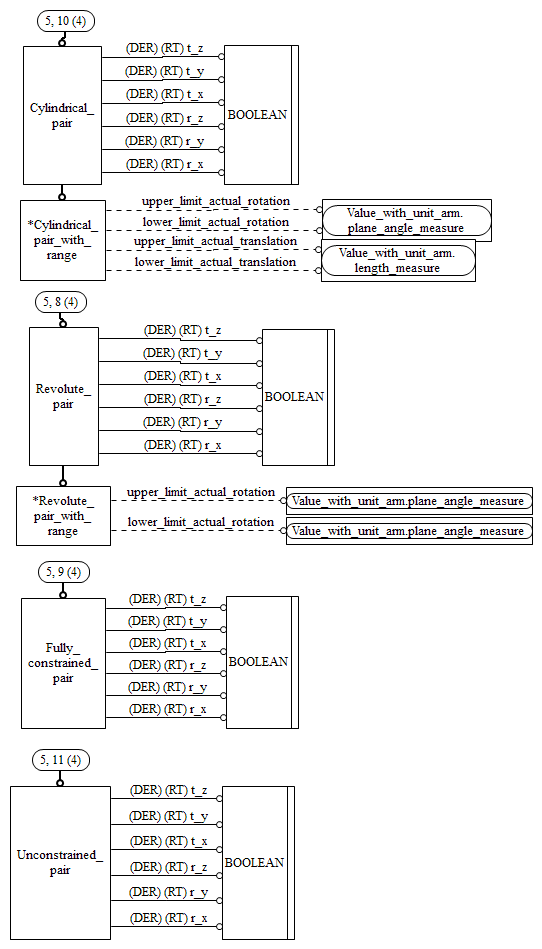 5, 10 (4)
(DER) (RT) t_z
(DER) (RT) t_y
(DER) (RT) t_x
(DER) (RT) r_z
(DER) (RT) r_y
(DER) (RT) r_x
Cylindrical_
pair
BOOLEAN
*Cylindrical_
pair_with_
range
upper_limit_actual_rotation
lower_limit_actual_rotation
upper_limit_actual_translation
lower_limit_actual_translation
Value_with_unit_arm.
plane_angle_measure
Value_with_unit_arm.
length_measure
5, 8 (4)
(DER) (RT) t_z
(DER) (RT) t_y
(DER) (RT) t_x
(DER) (RT) r_z
(DER) (RT) r_y
(DER) (RT) r_x
Revolute_
pair
BOOLEAN
*Revolute_
pair_with_
range
upper_limit_actual_rotation
Value_with_unit_arm.plane_angle_measure
lower_limit_actual_rotation
Value_with_unit_arm.plane_angle_measure
5, 9 (4)
(DER) (RT) t_z
(DER) (RT) t_y
(DER) (RT) t_x
(DER) (RT) r_z
(DER) (RT) r_y
(DER) (RT) r_x
Fully_
constrained_
pair
BOOLEAN
5, 11 (4)
(DER) (RT) t_z
(DER) (RT) t_y
(DER) (RT) t_x
(DER) (RT) r_z
(DER) (RT) r_y
(DER) (RT) r_x
Unconstrained_
pair
BOOLEAN